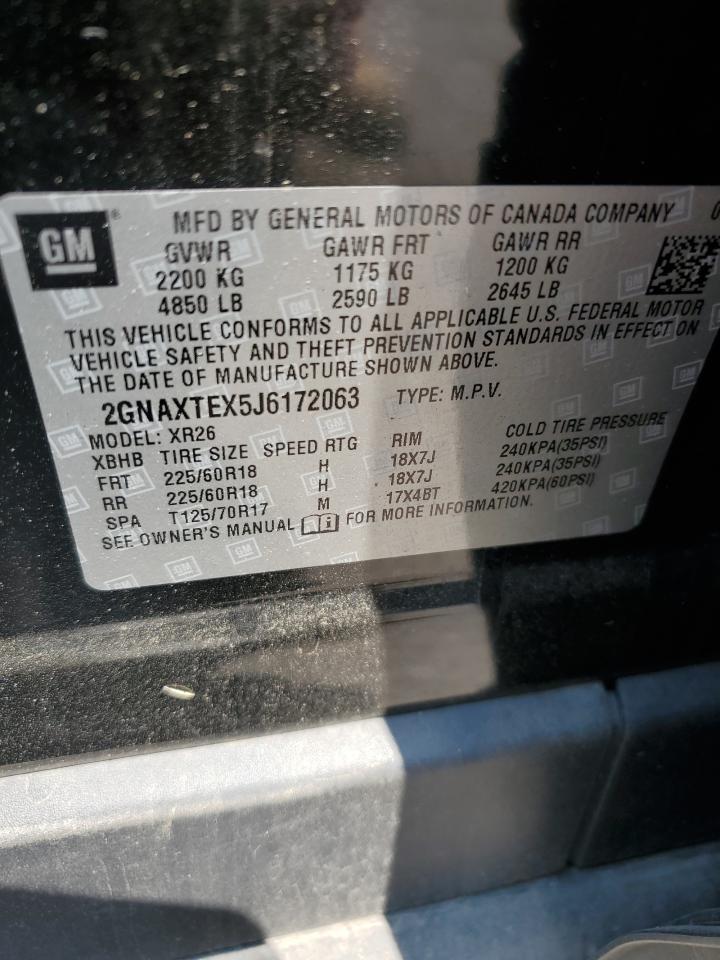 GM ® MFD BY GENERAL MOTORS OF CANADA COMPANY 0
GVWR GAWR FRT GAWR RR
2200 KG 1175 KG 1200 KG
4850 LB 2590 LB 2645 LB
THIS VEHICLE CONFORMS TO ALL APPLICABLE U.S. FEDERAL MOTOR
VEHICLE SAFETY AND THEFT PREVENTION STANDARDS IN EFFECT ON
THE DATE OF MANUFACTURE SHOWN ABOVE.
2GNAXTEX5J6172063 TYPE: M.P.V.
MODEL: XR26 COLD TIRE PRESSURE
XBHB TIRE SIZE SPEED RTG RIM
FRT 225/60R18 H 18X7J 240KPA(35PSI)
RR 225/60R18 H 18X7J 240KPA(35PSI)
SPA T125/70R17 M 17X4BT 420KPA(60PSI)
SEE OWNER'S MANUAL i FOR MORE INFORMATION.